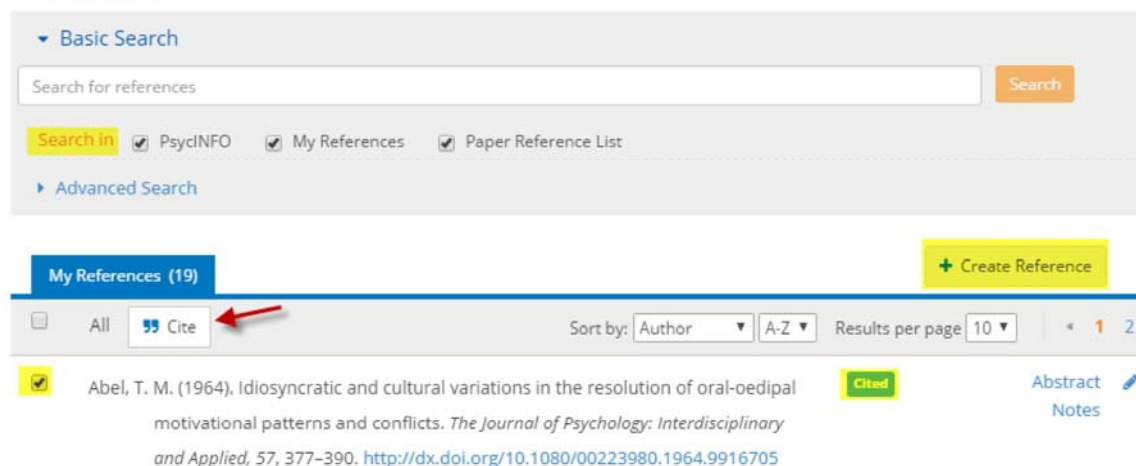 Basic Search
Search for references Search
Search in PsycINFO My References Paper Reference List
Advanced Search
My References (19) + Create Reference
All Cite Sort by: Author A-Z Results per page 10 1 2
Abel, T. M. (1964). Idiosyncratic and cultural variations in the resolution of oral-oedipal Cited Abstract
motivational patterns and conflicts. The Journal of Psychology: Interdisciplinary Notes
and Applied, 57, 377–390. http://dx.doi.org/10.1080/00223980.1964.9916705